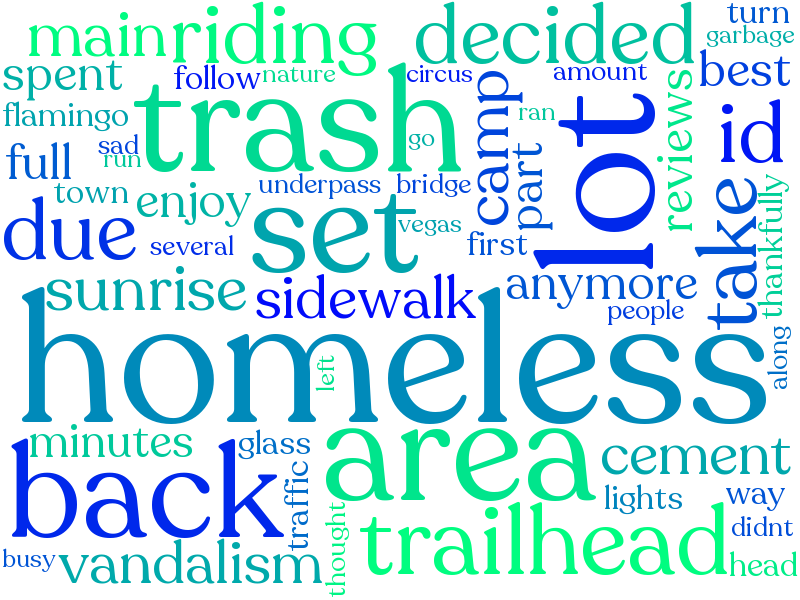 main
riding
decided
turn
garbage
spent
follow
nature
circus
amount
best
flamingo
trash
camp
ran
lot
reviews
id
full
sad
run
go
part
town
enjoy
underpass
bridge
take
thankfully
due
several
set
vegas
first
sunrise
sidewalk
anymore
people
homeless
left
along
minutes
glass
area
cement
back
traffic
lights
way
thought
trailhead
didnt
busy
vandalism
head